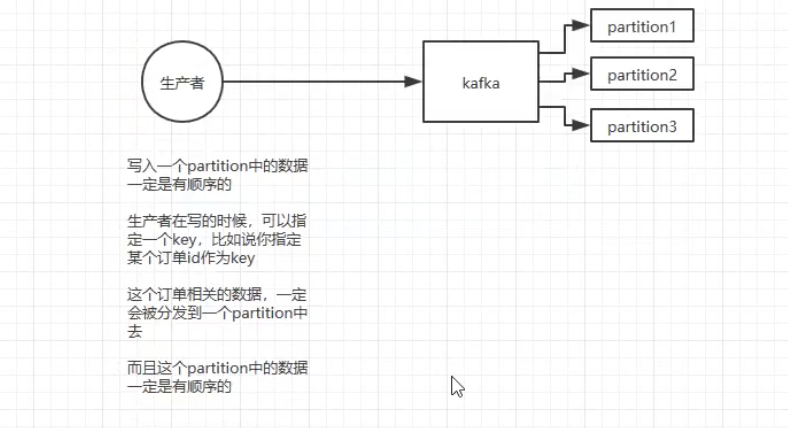 生产者
kafka
partition1
partition2
partition3
写入一个partition中的数据
一定是有顺序的
生产者在写的时候，可以指
定一个key，比如说你指定
某个订单id作为key
这个订单相关的数据，一定
会被分发到一个partition中
去
而且这个partition中的数据
一定是有顺序的